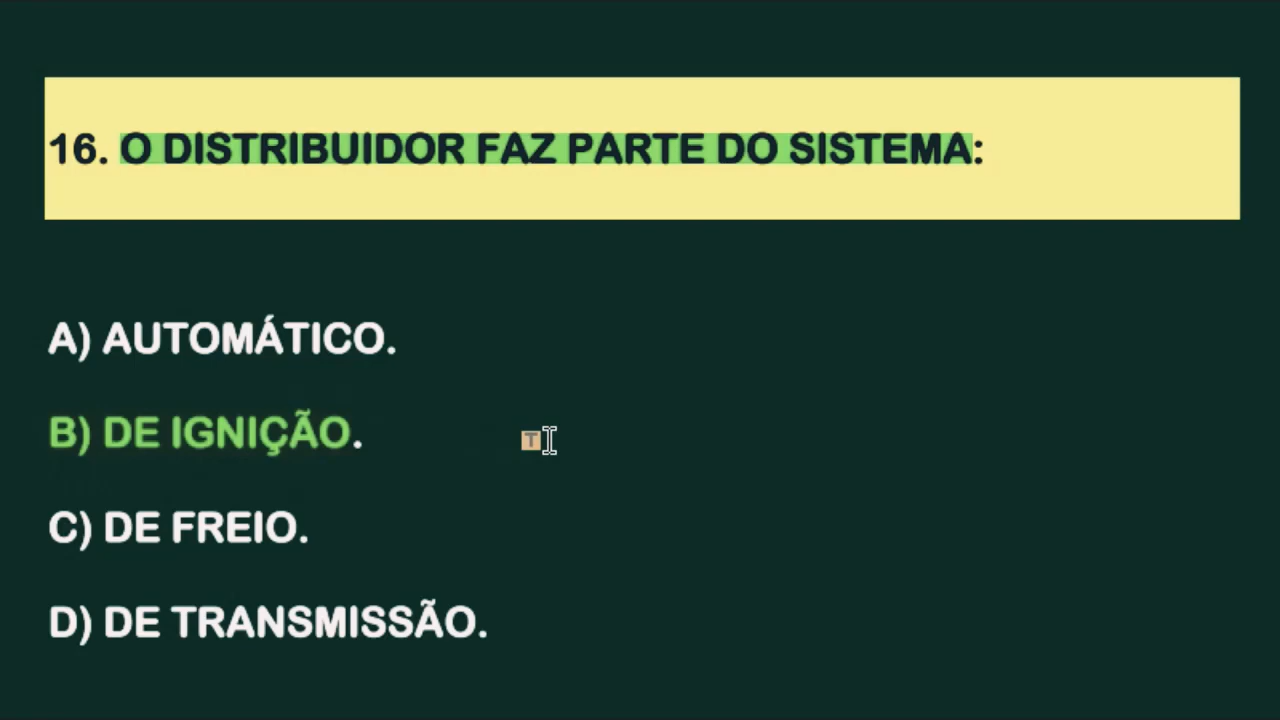 16. O DISTRIBUIDOR FAZ PARTE DO SISTEMA:
A) AUTOMÁTICO.
B) DE IGNIÇÃO.
T
C) DE FREIO.
D) DE TRANSMISSÃO.